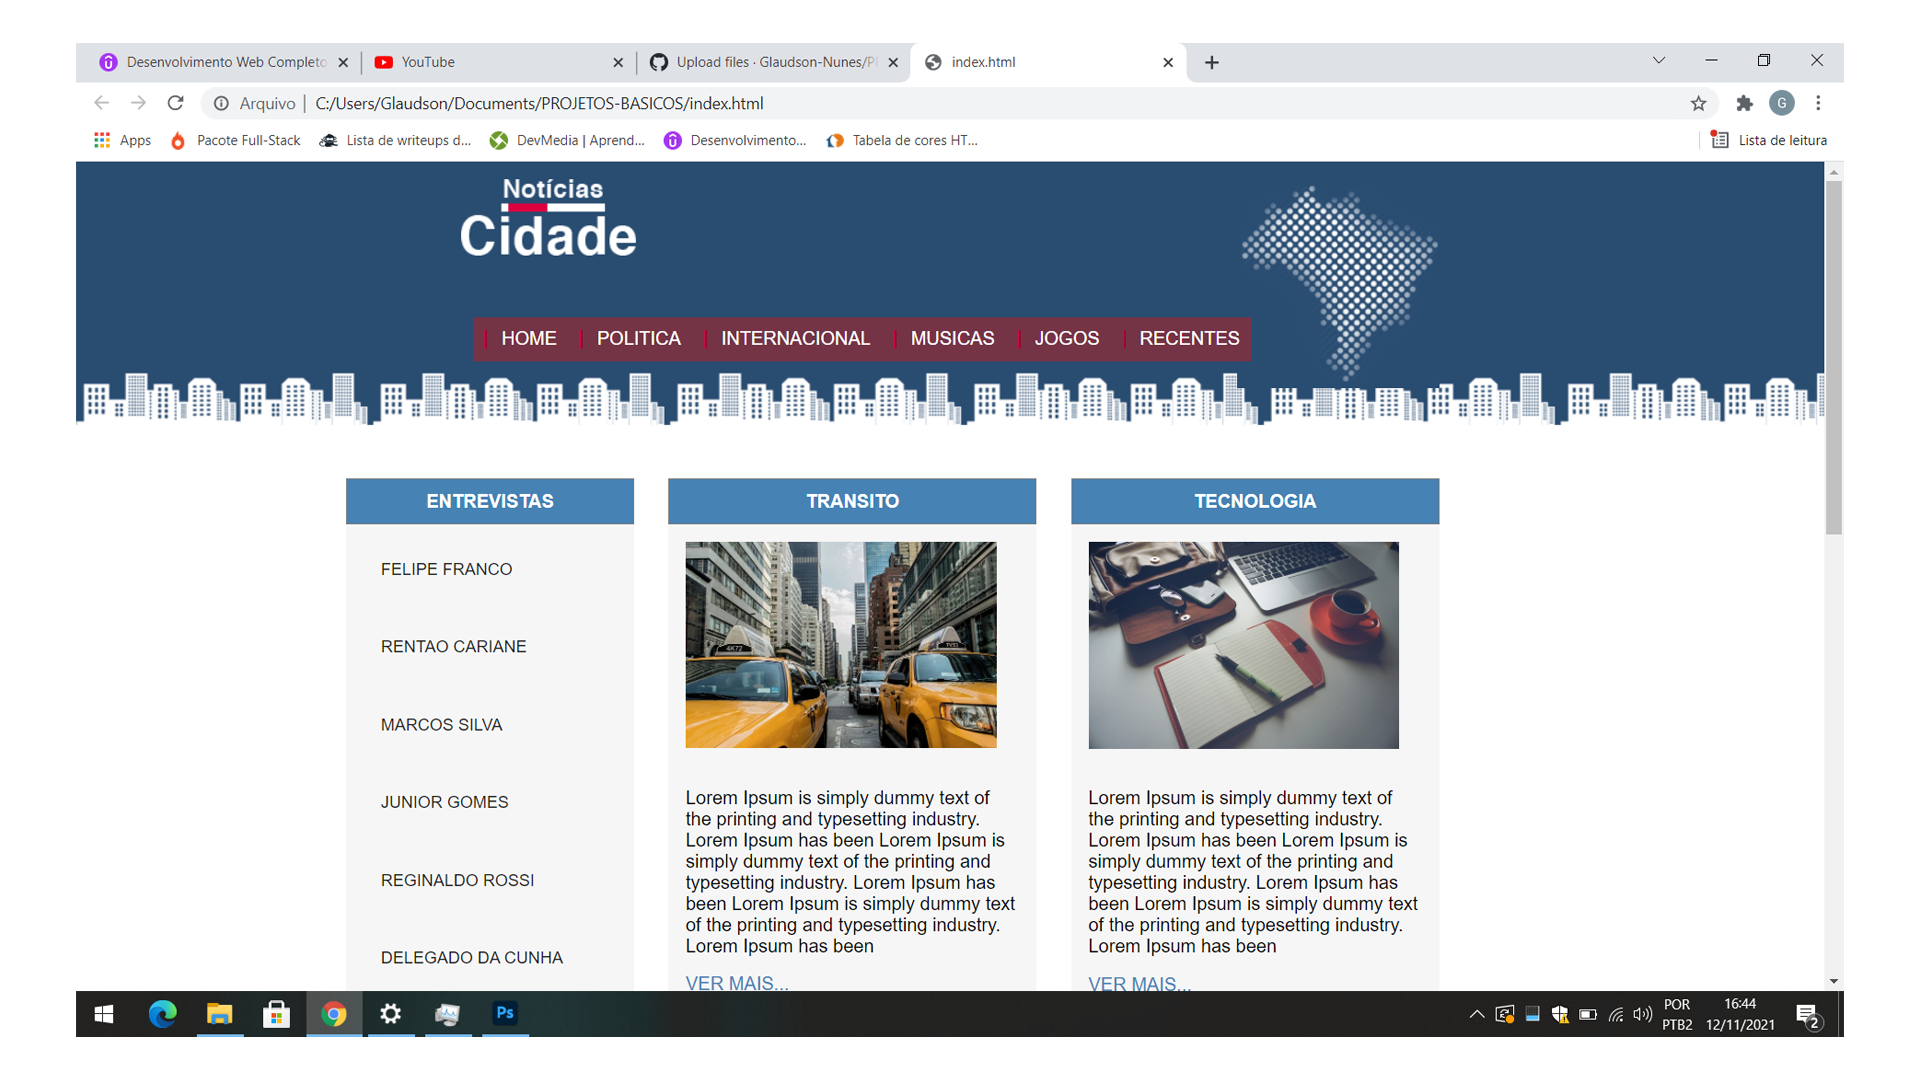 Desenvolvimento Web Completo
YouTube
Upload files · Glaudson-Nunes/P
index.html
Arquivo | C:/Users/Glaudson/Documents/PROJETOS-BASICOS/index.html
G
Apps
Pacote Full-Stack
Lista de writeups d...
DevMedia | Aprend...
Desenvolvimento...
Tabela de cores HT...
Lista de leitura
Notícias
Cidade
HOME
POLITICA
INTERNACIONAL
MUSICAS
JOGOS
RECENTES
ENTREVISTAS
FELIPE FRANCO
RENTAO CARIANE
MARCOS SILVA
JUNIOR GOMES
REGINALDO ROSSI
DELEGADO DA CUNHA
TRANSITO
4K72
Lorem Ipsum is simply dummy text of
the printing and typesetting industry.
Lorem Ipsum has been Lorem Ipsum is
simply dummy text of the printing and
typesetting industry. Lorem Ipsum has
been Lorem Ipsum is simply dummy text
of the printing and typesetting industry.
Lorem Ipsum has been
VER MAIS...
TECNOLOGIA
Lorem Ipsum is simply dummy text of
the printing and typesetting industry.
Lorem Ipsum has been Lorem Ipsum is
simply dummy text of the printing and
typesetting industry. Lorem Ipsum has
been Lorem Ipsum is simply dummy text
of the printing and typesetting industry.
Lorem Ipsum has been
VER MAIS...
Ps
POR
PTB2
16:44
12/11/2021
2